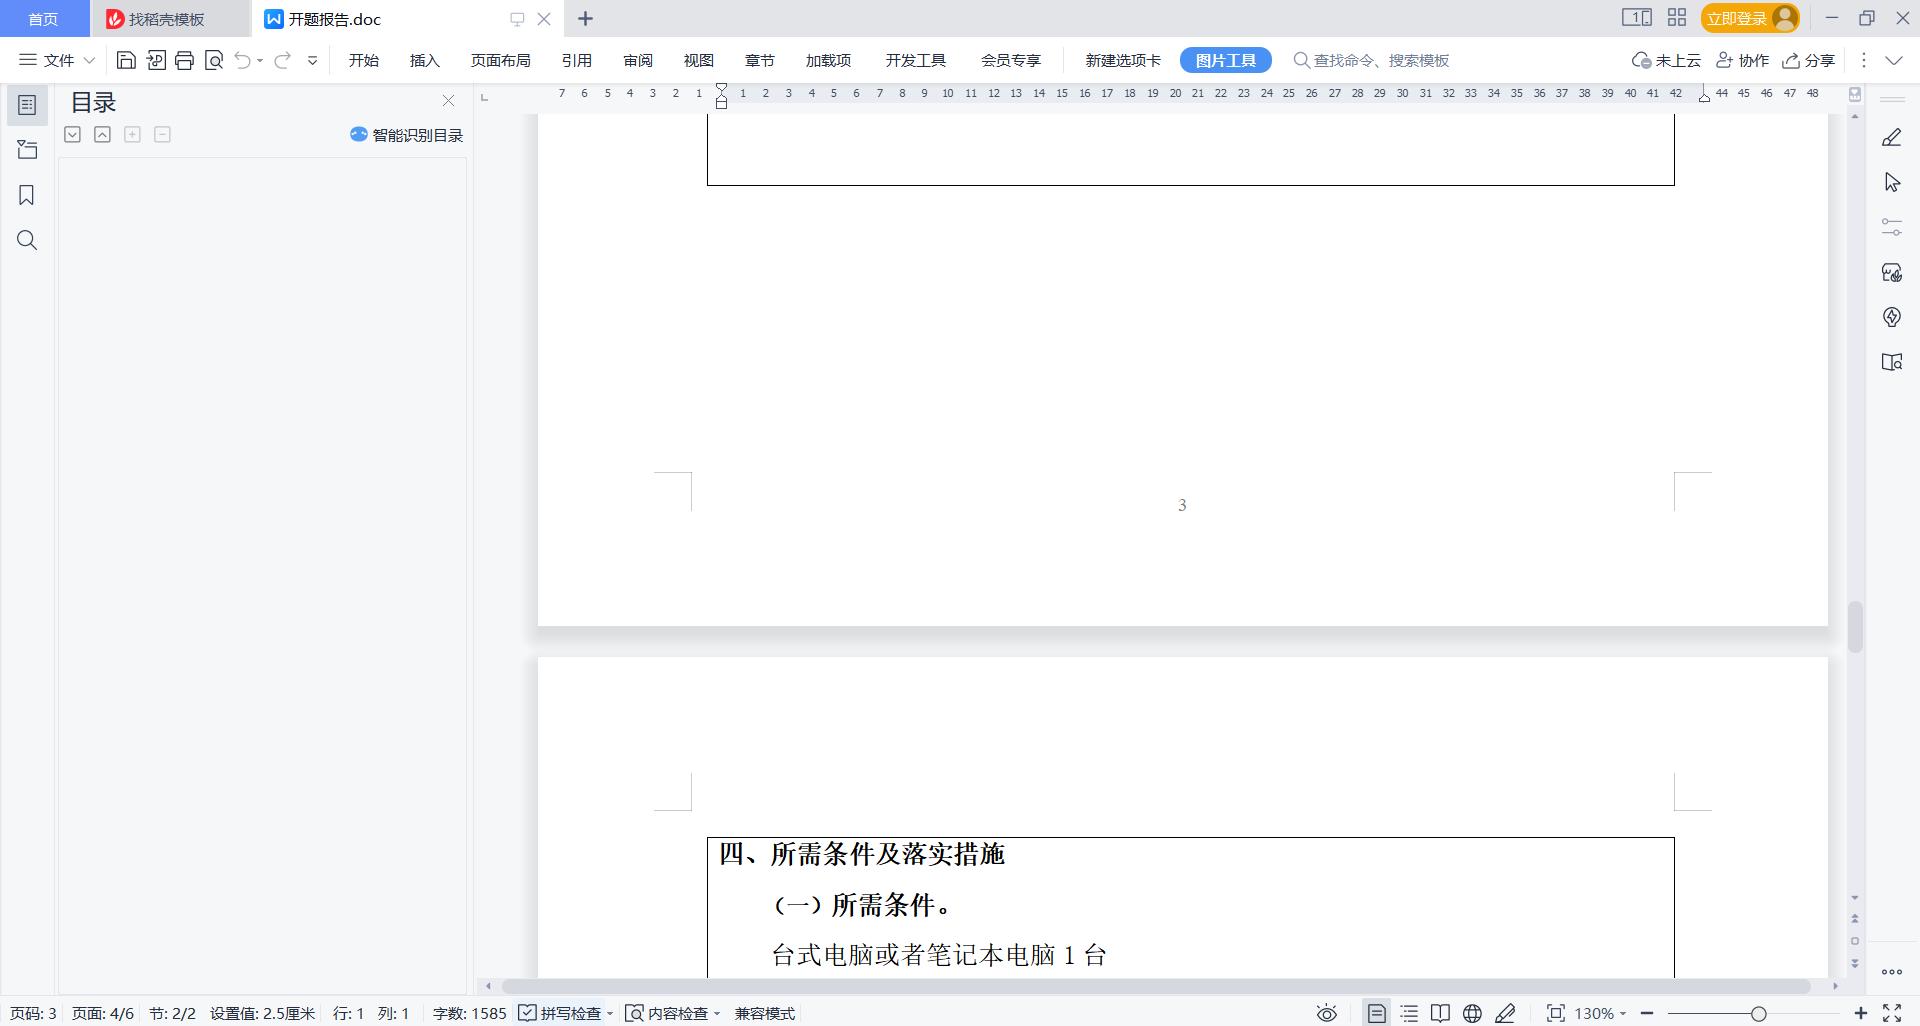 首页
找稻壳模板
开题报告.doc
1
立即登录
文件
开始 插入 页面布局 引用 审阅 视图 章节 加载项 开发工具 会员专享 新建选项卡 图片工具 查找命令、搜索模板
未上云 协作 分享
目录
智能识别目录
7 6 5 4 3 2 1 1 2 3 4 5 6 7 8 9 10 11 12 13 14 15 16 17 18 19 20 21 22 23 24 25 26 27 28 29 30 31 32 33 34 35 36 37 38 39 40 41 42 44 45 46 47 48
3
四、所需条件及落实措施
（一）所需条件。
台式电脑或者笔记本电脑 1 台
页码: 3 页面: 4/6 节: 2/2 设置值: 2.5厘米 行: 1 列: 1 字数: 1585 拼写检查 内容检查 兼容模式 130%